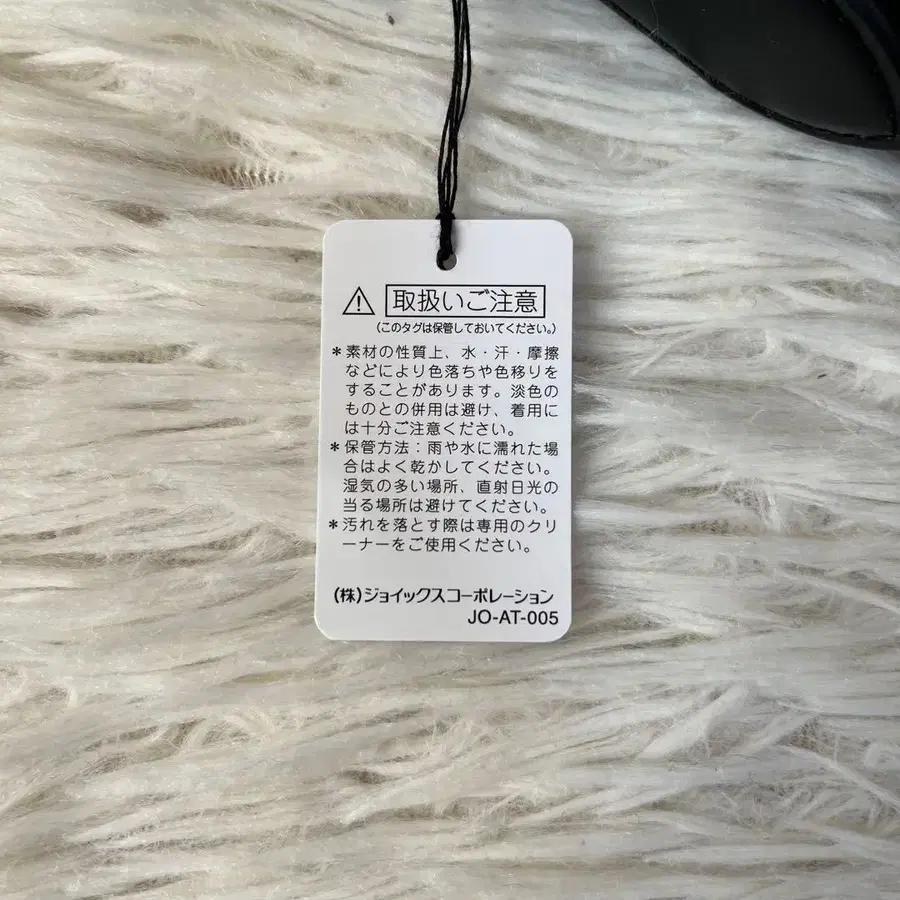 取扱いご注意
(このタグは保管しておいてください。)
＊素材の性質上、水・汗・摩擦
などにより色落ちや色移りを
することがあります。淡色の
ものとの併用は避け、着用に
は十分ご注意ください。
＊保管方法：雨や水に濡れた場
合はよく乾かしてください。
湿気の多い場所、直射日光の
当る場所は避けてください。
＊汚れを落とす際は専用のクリ
ーナーをご使用ください。
(株)ジョイックスコーポレーション
JO-AT-005